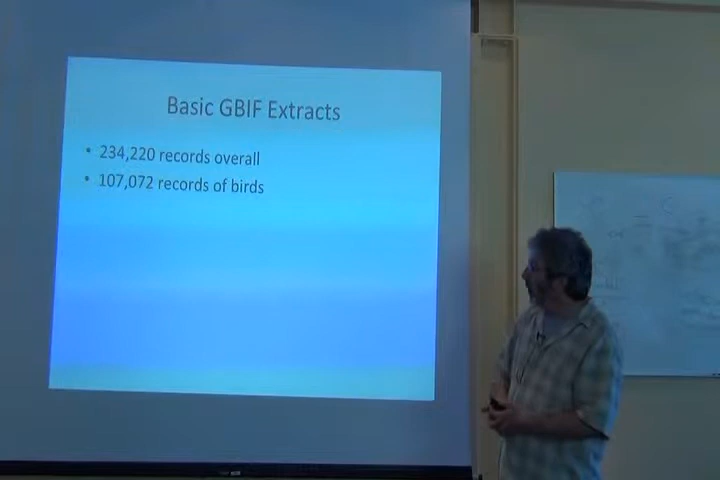 Basic GBIF Extracts
• 234,220 records overall
• 107,072 records of birds